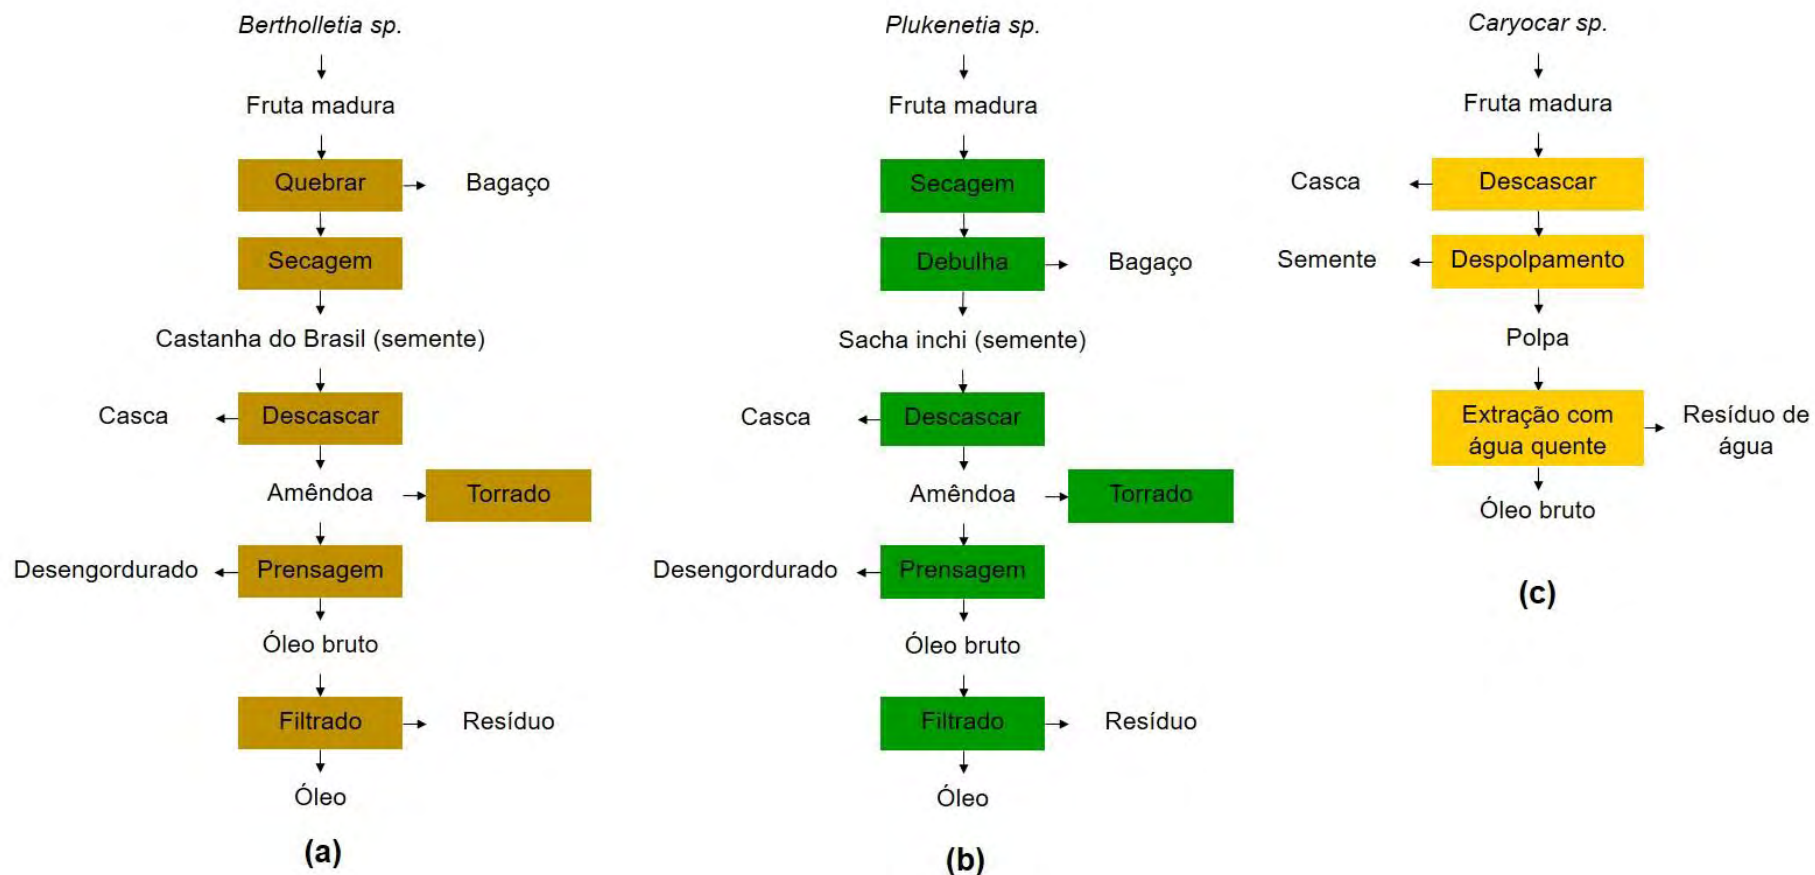 Bertholletia sp.
Fruta madura
Quebrar
Bagaço
Secagem
Castanha do Brasil (semente)
Casca
Descascar
Amêndoa
Torrado
Desengordurado
Prensagem
Óleo bruto
Filtrado
Resíduo
Óleo
(a)
Plukenetia sp.
Fruta madura
Secagem
Debulha
Bagaço
Sacha inchi (semente)
Casca
Descascar
Amêndoa
Torrado
Desengordurado
Prensagem
Óleo bruto
Filtrado
Resíduo
Óleo
(b)
Caryocar sp.
Fruta madura
Casca
Descascar
Semente
Despolpamento
Polpa
Extração com
água quente
Resíduo de
água
Óleo bruto
(c)